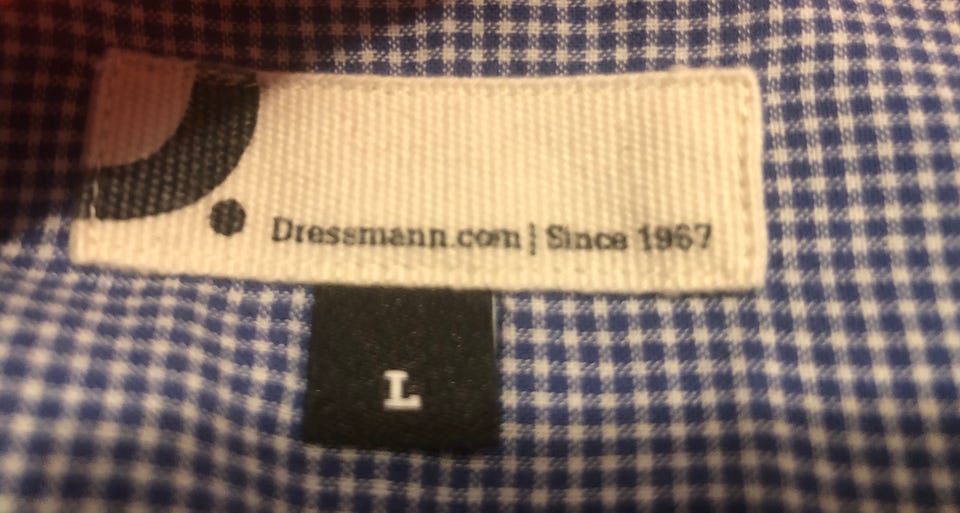 Dressmann.com | Since 1967
L